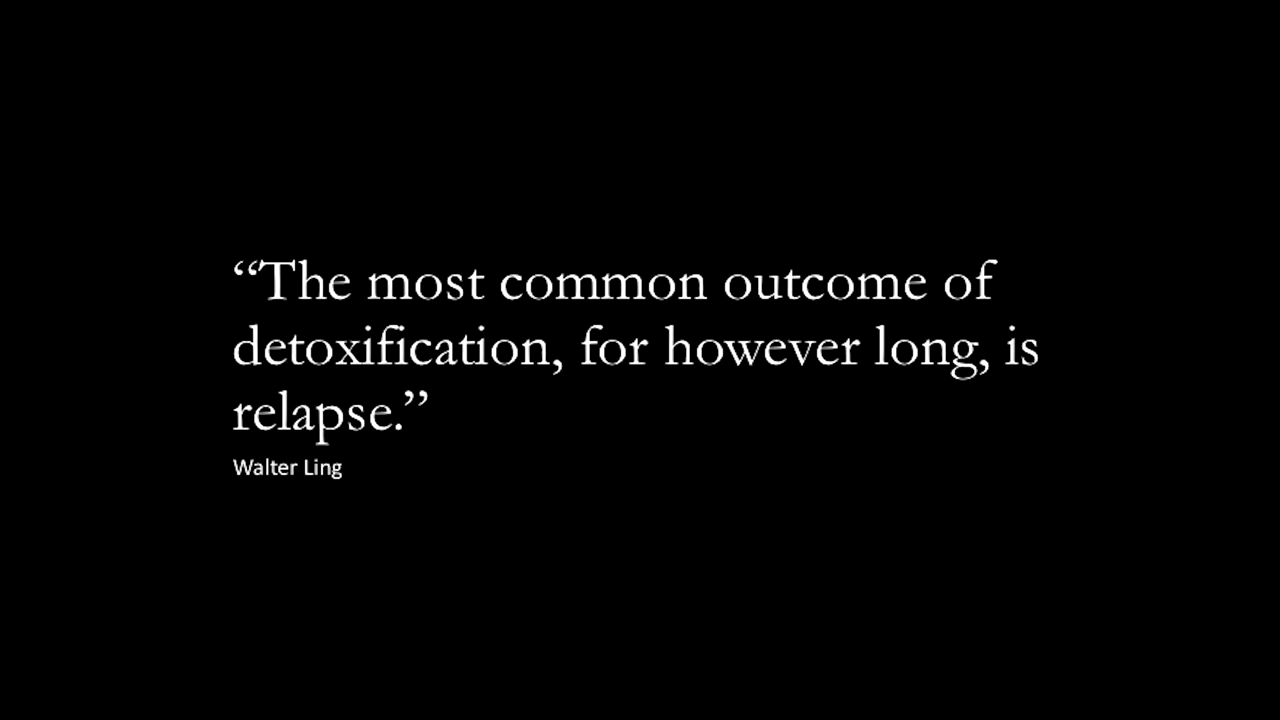 “The most common outcome of
detoxification, for however long, is
relapse.”
Walter Ling